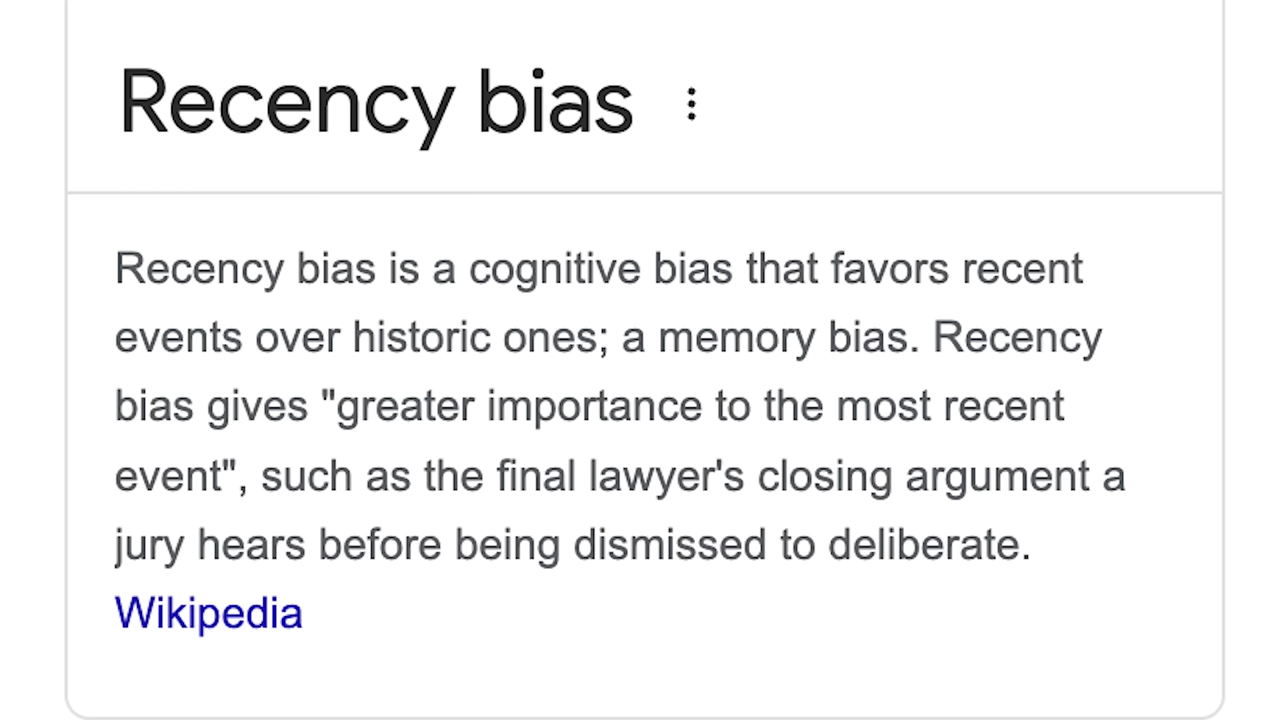 Recency bias
Recency bias is a cognitive bias that favors recent
events over historic ones; a memory bias. Recency
bias gives "greater importance to the most recent
event", such as the final lawyer's closing argument a
jury hears before being dismissed to deliberate.
Wikipedia